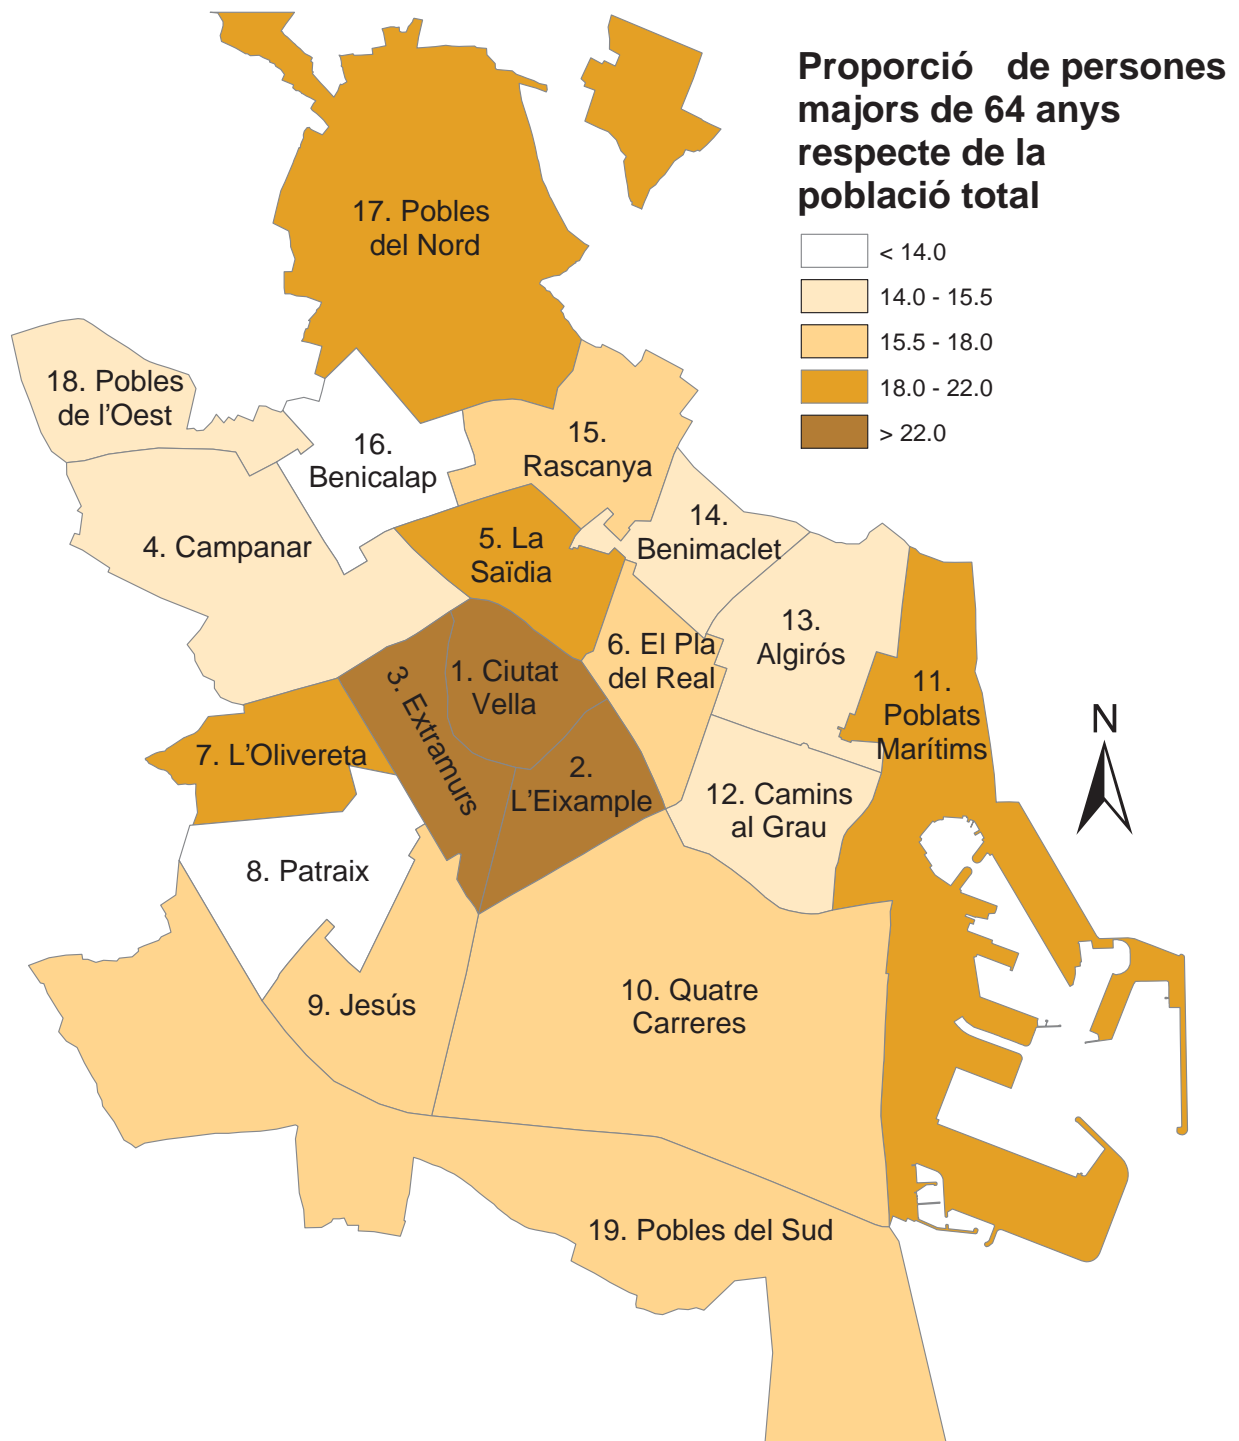 Proporció de persones
majors de 64 anys
respecte de la
població total
< 14.0
14.0 - 15.5
15.5 - 18.0
18.0 - 22.0
> 22.0
17. Pobles
del Nord
18. Pobles
de l'Oest
16.
Benicalap
15.
Rascanya
4. Campanar
5. La
Saïdia
14.
Benimaclet
13.
Algirós
6. El Pla
del Real
1. Ciutat
Vella
3. Extramurs
11.
Poblats
Marítims
N
7. L'Olivereta
2.
L'Eixample
12. Camins
al Grau
8. Patraix
9. Jesús
10. Quatre
Carreres
19. Pobles del Sud